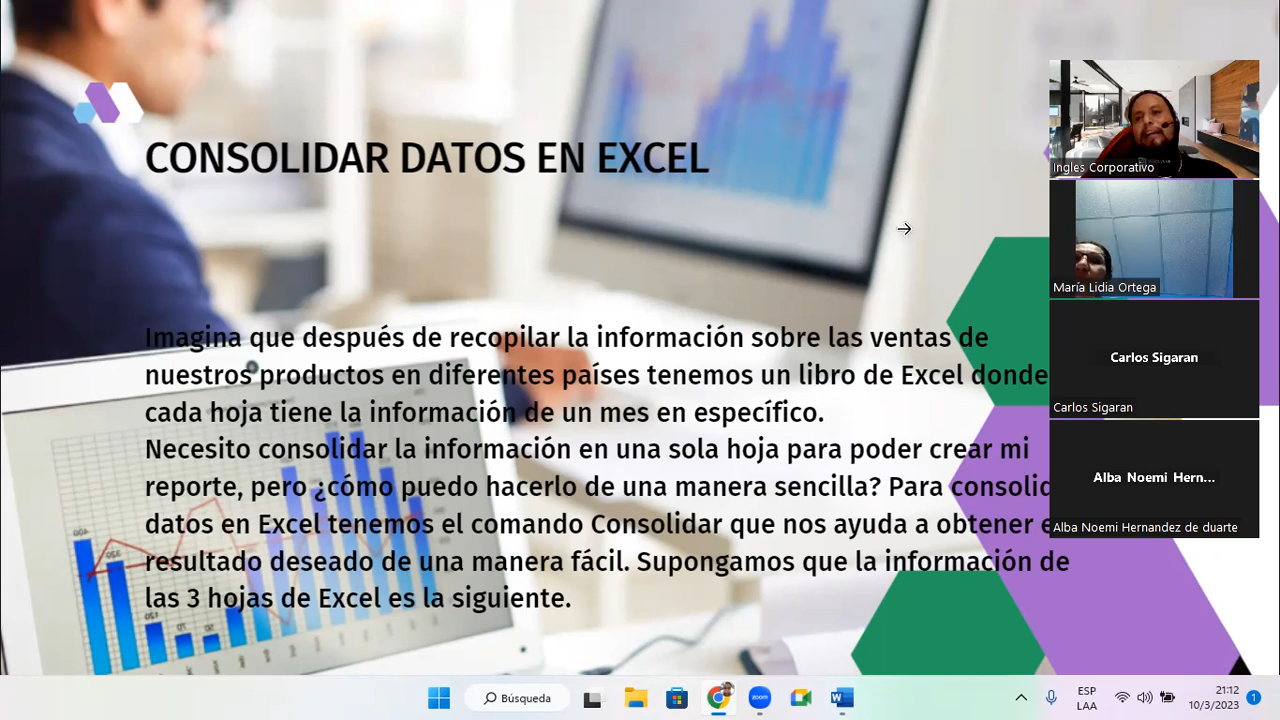 CONSOLIDAR DATOS EN EXCEL
Imagina que después de recopilar la información sobre las ventas de
nuestros productos en diferentes países tenemos un libro de Excel donde
cada hoja tiene la información de un mes en específico.
Necesito consolidar la información en una sola hoja para poder crear mi
reporte, pero ¿cómo puedo hacerlo de una manera sencilla? Para consolid
datos en Excel tenemos el comando Consolidar que nos ayuda a obtener e
resultado deseado de una manera fácil. Supongamos que la información de
las 3 hojas de Excel es la siguiente.
Ingles Corporativo
María Lidia Ortega
Carlos Sigaran
Carlos Sigaran
Alba Noemi Hern...
Alba Noemi Hernandez de duarte
Búsqueda
zoom
ESP
LAA
21:12
10/3/2023
1